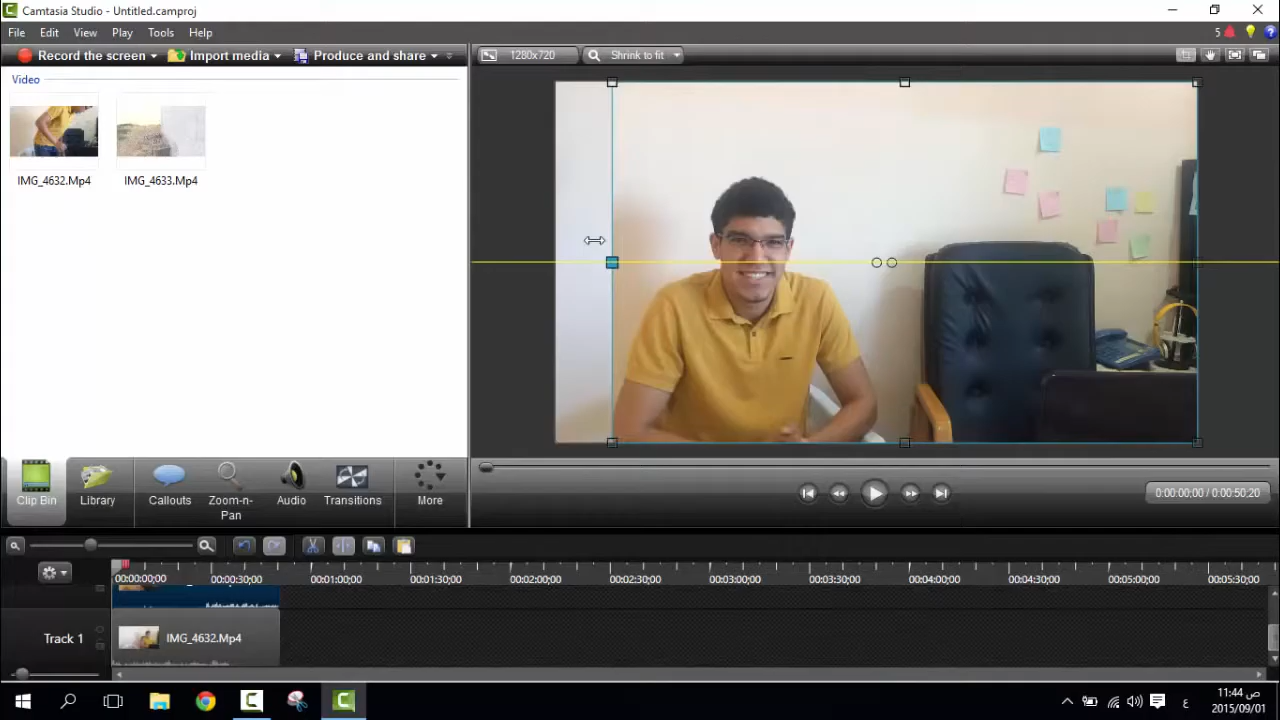 Camtasia Studio - Untitled.camproj
File Edit View Play Tools Help
5
Record the screen Import media Produce and share
1280x720 Shrink to fit
Video
IMG_4632.Mp4 IMG_4633.Mp4
Clip Bin Library Callouts Zoom-n-Pan Audio Transitions More
0:00:00;00 / 0:00:50;20
00:00:00;00 00:00:30;00 00:01:00;00 00:01:30;00 00:02:00;00 00:02:30;00 00:03:00;00 00:03:30;00 00:04:00;00 00:04:30;00 00:05:00;00 00:05:30;00
Track 1 IMG_4632.Mp4
ع
11:44 ص
2015/09/01